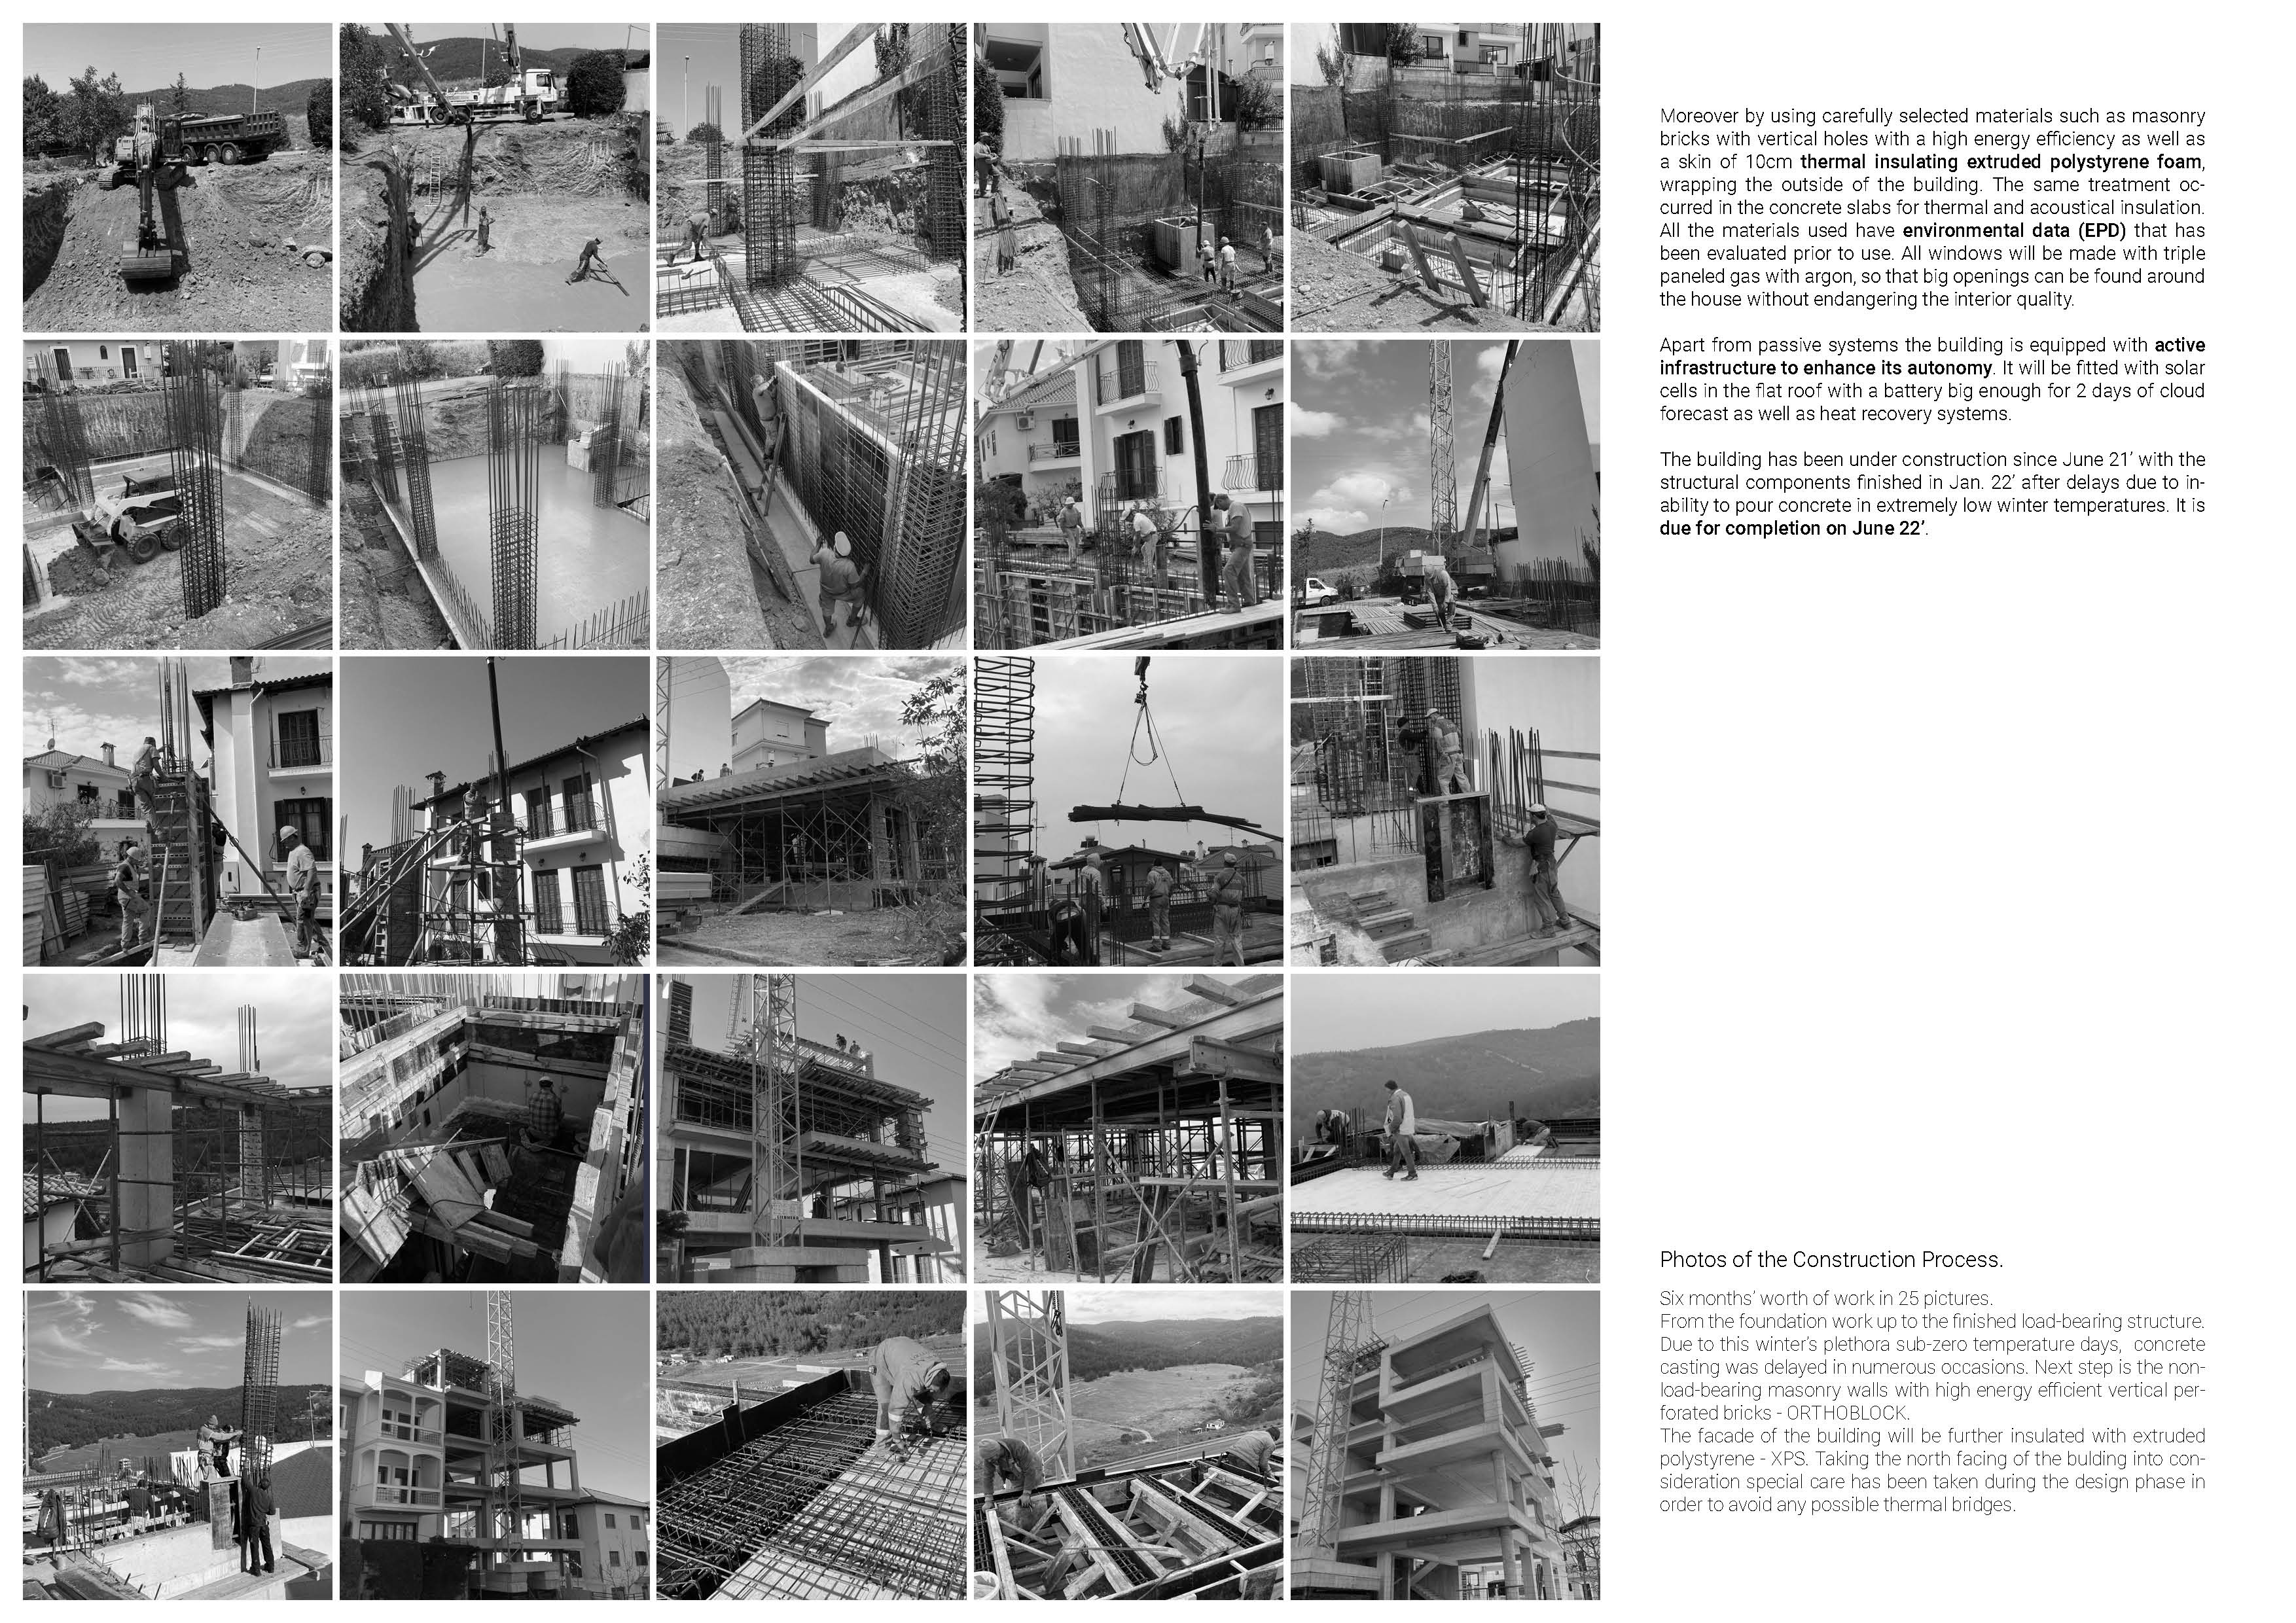 Moreover by using carefully selected materials such as masonry
bricks with vertical holes with a high energy efficiency as well as
a skin of 10cm thermal insulating extruded polystyrene foam,
wrapping the outside of the building. The same treatment oc-
curred in the concrete slabs for thermal and acoustical insulation.
All the materials used have environmental data (EPD) that has
been evaluated prior to use. All windows will be made with triple
paneled gas with argon, so that big openings can be found around
the house without endangering the interior quality.
Apart from passive systems the building is equipped with active
infrastructure to enhance its autonomy. It will be fitted with solar
cells in the flat roof with a battery big enough for 2 days of cloud
forecast as well as heat recovery systems.
The building has been under construction since June 21’ with the
structural components finished in Jan. 22’ after delays due to in-
ability to pour concrete in extremely low winter temperatures. It is
due for completion on June 22’.
Photos of the Construction Process.
Six months’ worth of work in 25 pictures.
From the foundation work up to the finished load-bearing structure.
Due to this winter’s plethora sub-zero temperature days, concrete
casting was delayed in numerous occasions. Next step is the non-
load-bearing masonry walls with high energy efficient vertical per-
forated bricks - ORTHOBLOCK.
The facade of the building will be further insulated with extruded
polystyrene - XPS. Taking the north facing of the bulding into con-
sideration special care has been taken during the design phase in
order to avoid any possible thermal bridges.